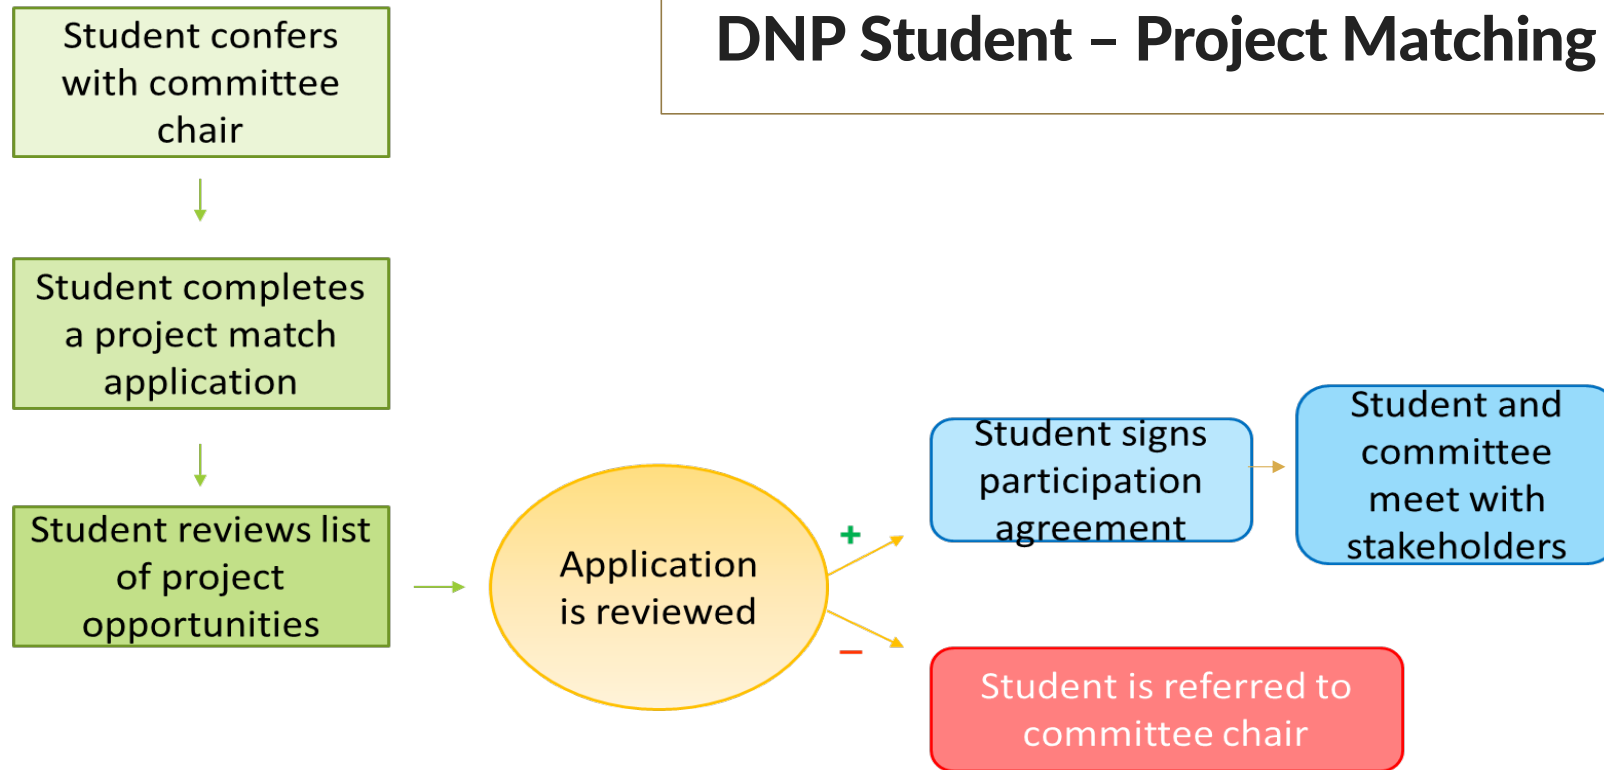 DNP Student – Project Matching
Student confers
with committee
chair
Student completes
a project match
application
Student reviews list
of project
opportunities
Application
is reviewed
+
–
Student signs
participation
agreement
Student and
committee
meet with
stakeholders
Student is referred to
committee chair